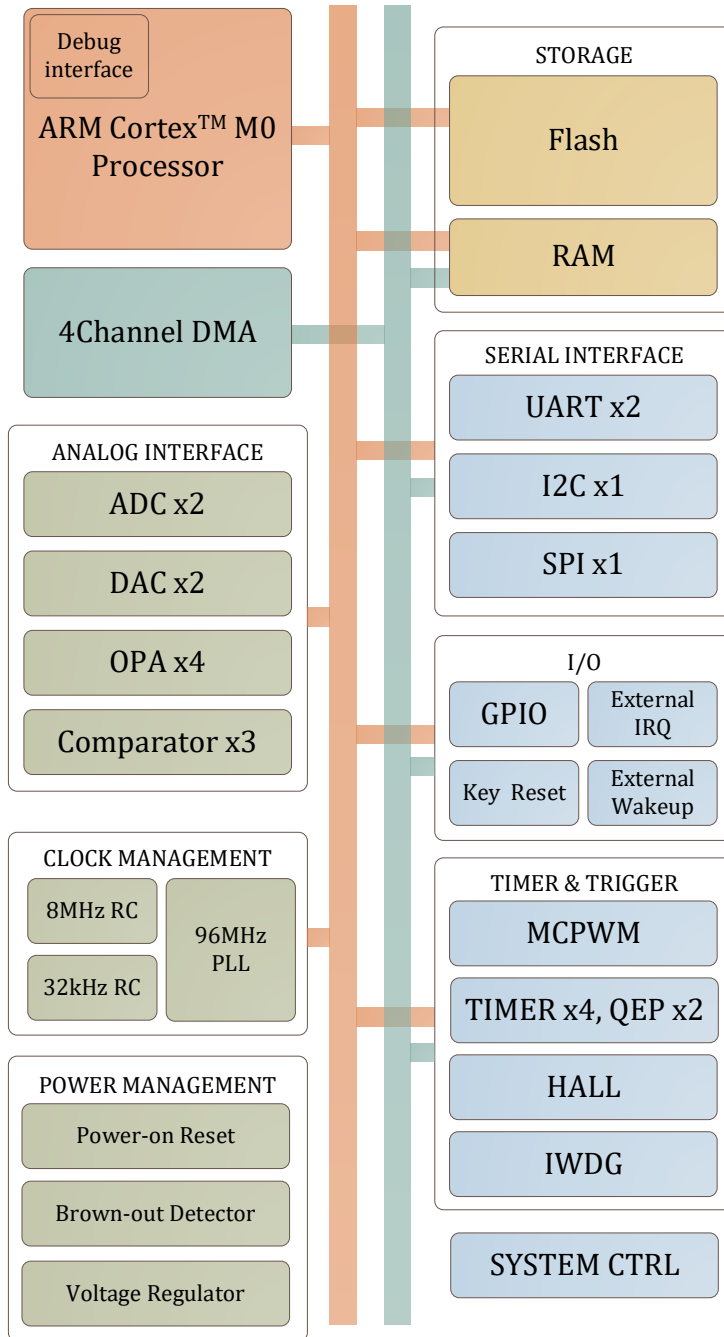 Debug
interface
ARM Cortex™ M0
Processor
4Channel DMA
ANALOG INTERFACE
ADC x2
DAC x2
OPA x4
Comparator x3
CLOCK MANAGEMENT
8MHz RC
32kHz RC
96MHz
PLL
POWER MANAGEMENT
Power-on Reset
Brown-out Detector
Voltage Regulator
STORAGE
Flash
RAM
SERIAL INTERFACE
UART x2
I2C x1
SPI x1
I/O
GPIO
External
IRQ
Key Reset
External
Wakeup
TIMER & TRIGGER
MCPWM
TIMER x4, QEP x2
HALL
IWDG
SYSTEM CTRL